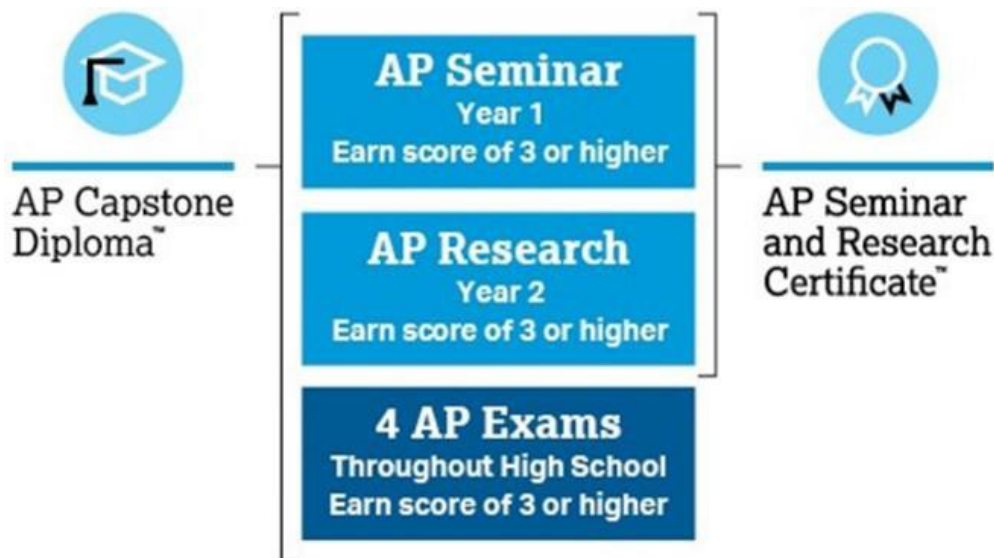 AP Capstone
Diploma™
AP Seminar
Year 1
Earn score of 3 or higher
AP Research
Year 2
Earn score of 3 or higher
4 AP Exams
Throughout High School
Earn score of 3 or higher
AP Seminar
and Research
Certificate™